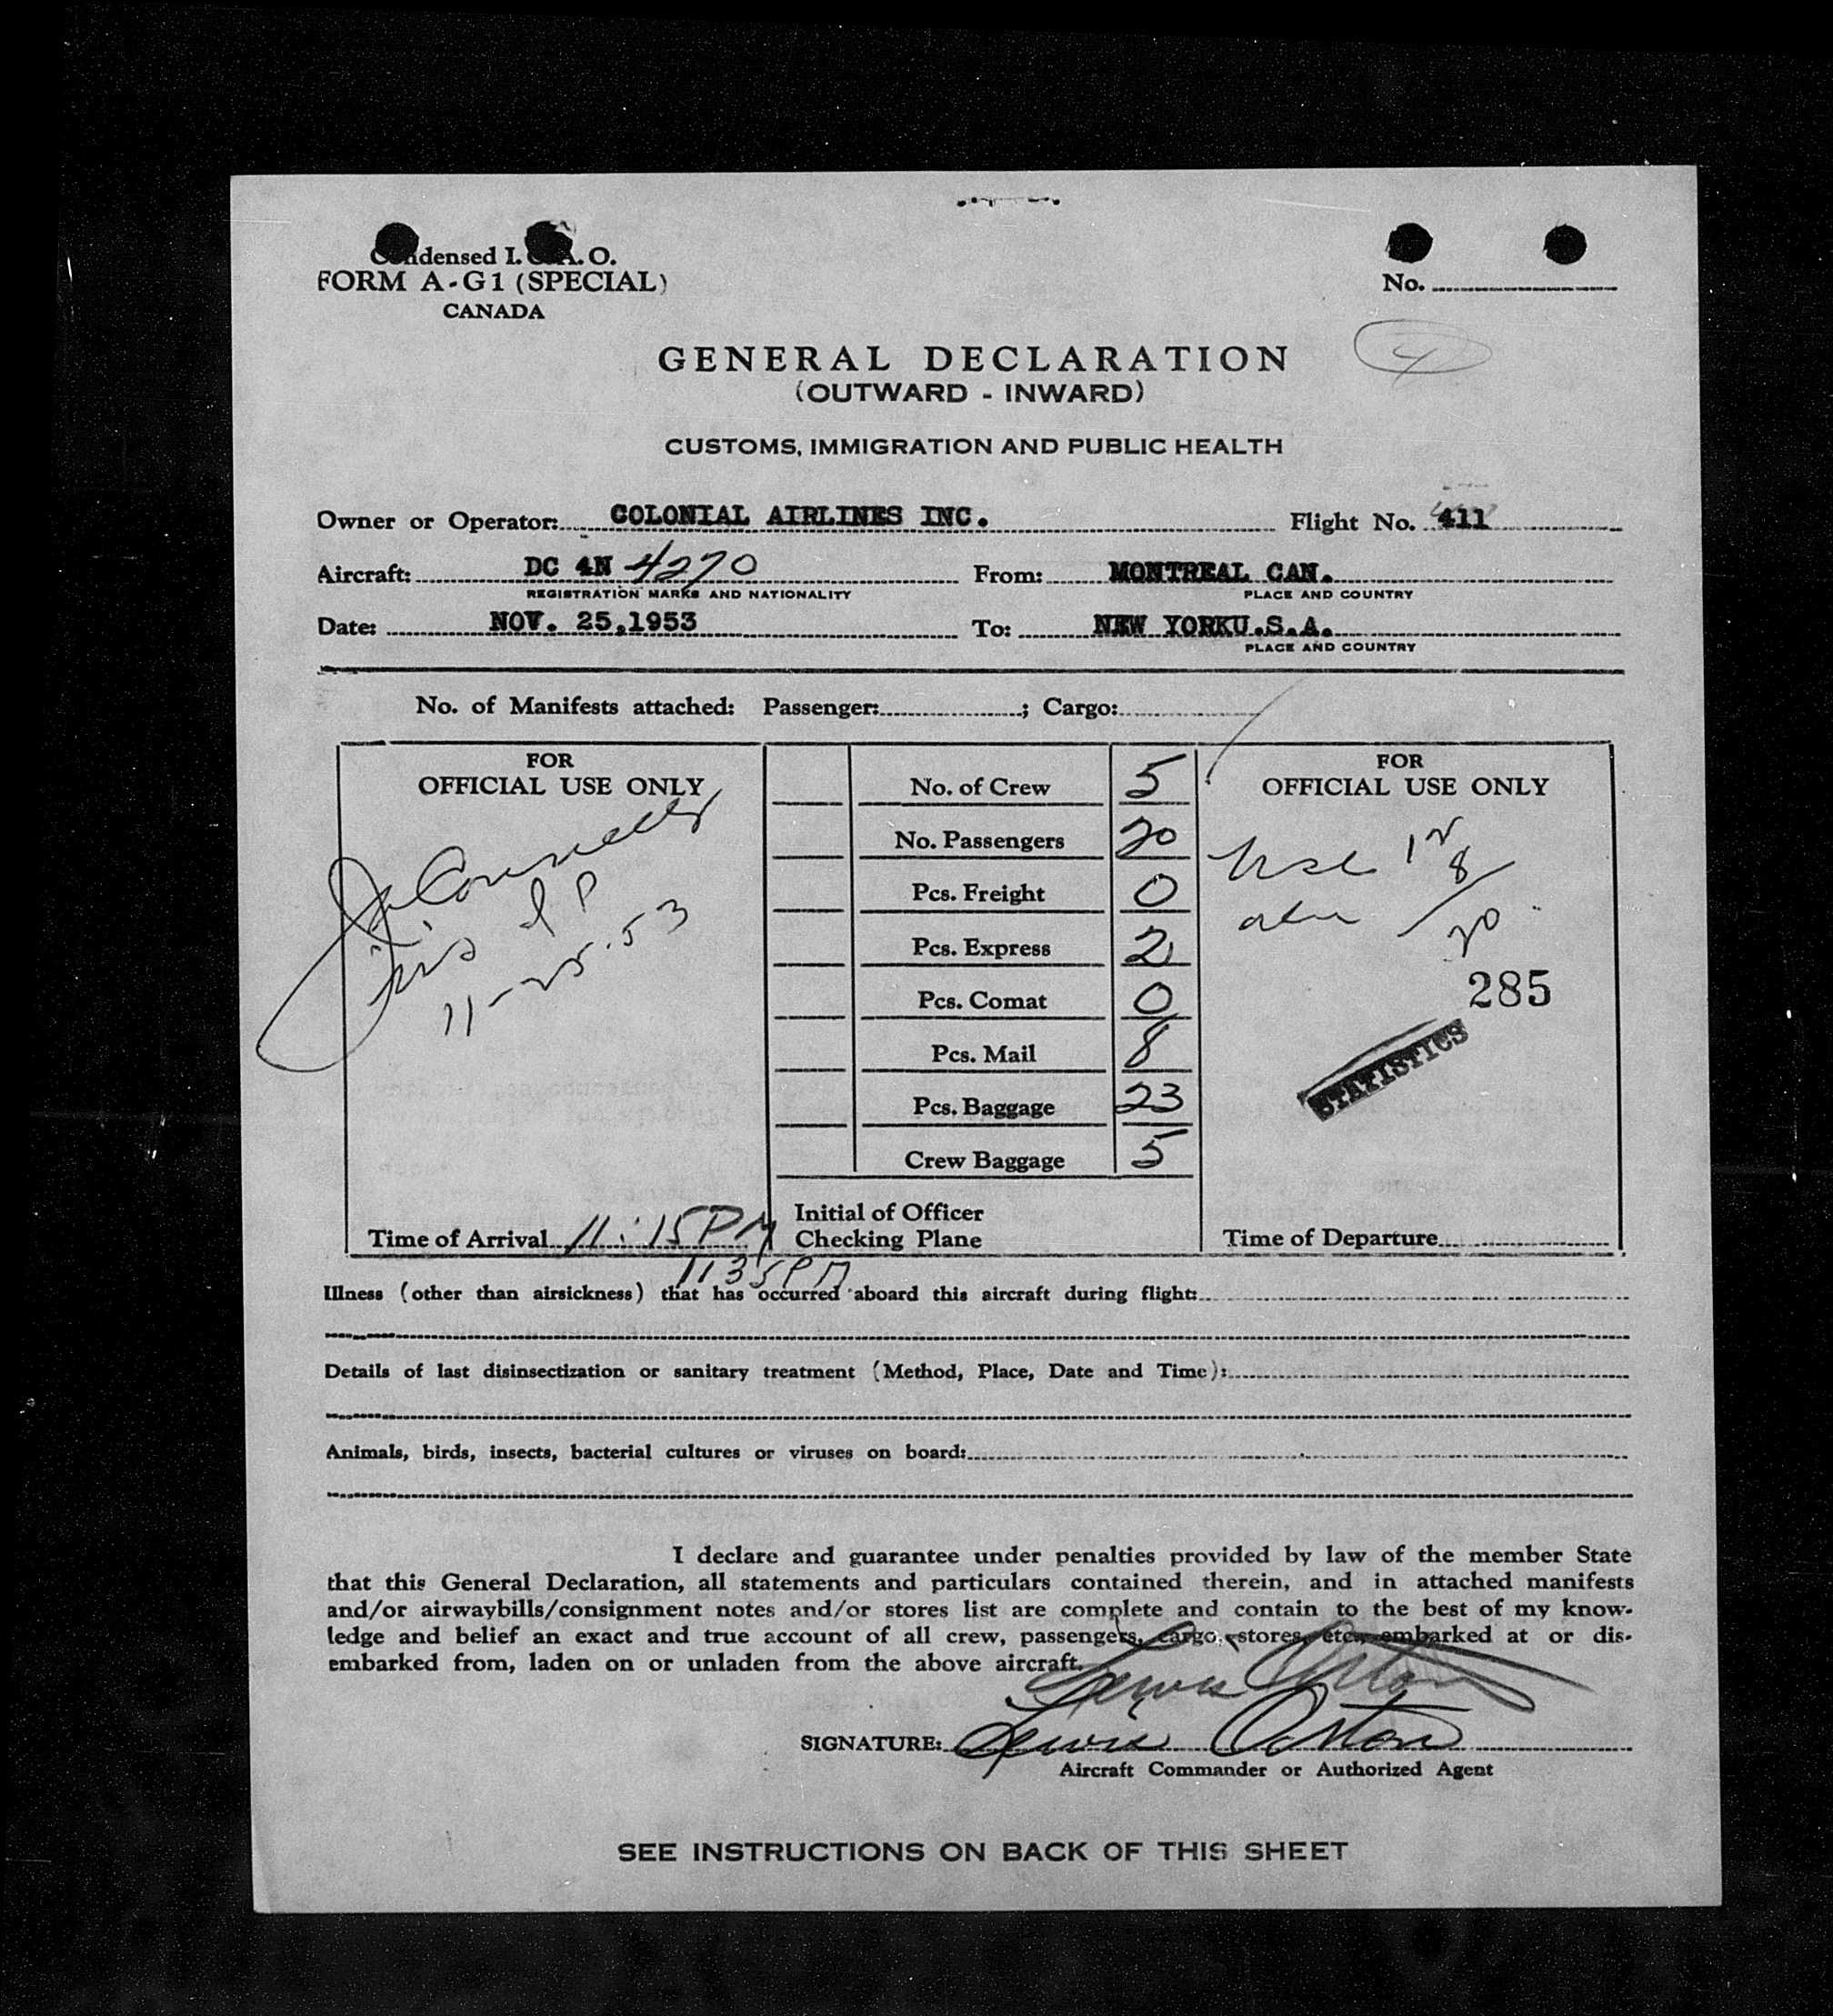 Condensed I. C. A. O.
FORM A-G1 (SPECIAL)
CANADA
No.
4
GENERAL DECLARATION
(OUTWARD - INWARD)
CUSTOMS, IMMIGRATION AND PUBLIC HEALTH
Owner or Operator: COLONIAL AIRLINES INC. Flight No. 411
Aircraft: DC 4N 4270 From: MONTREAL CAN.
REGISTRATION MARKS AND NATIONALITY PLACE AND COUNTRY
Date: NOV. 25,1953 To: NEW YORKU.S.A.
PLACE AND COUNTRY
No. of Manifests attached: Passenger: ; Cargo:
FOR
OFFICIAL USE ONLY
11-25-53
Time of Arrival 11:15PM
1135PM
No. of Crew 5
No. Passengers 20
Pcs. Freight 0
Pcs. Express 2
Pcs. Comat 0
Pcs. Mail 8
Pcs. Baggage 23
Crew Baggage 5
Initial of Officer
Checking Plane
FOR
OFFICIAL USE ONLY
12
8
20
285
STATISTICS
Time of Departure
Illness (other than airsickness) that has occurred aboard this aircraft during flight:
Details of last disinsectization or sanitary treatment (Method, Place, Date and Time):
Animals, birds, insects, bacterial cultures or viruses on board:
I declare and guarantee under penalties provided by law of the member State
that this General Declaration, all statements and particulars contained therein, and in attached manifests
and/or airwaybills/consignment notes and/or stores list are complete and contain to the best of my know-
ledge and belief an exact and true account of all crew, passengers, cargo, stores, etc., embarked at or dis-
embarked from, laden on or unladen from the above aircraft.
SIGNATURE: Lewis
Aircraft Commander or Authorized Agent
SEE INSTRUCTIONS ON BACK OF THIS SHEET